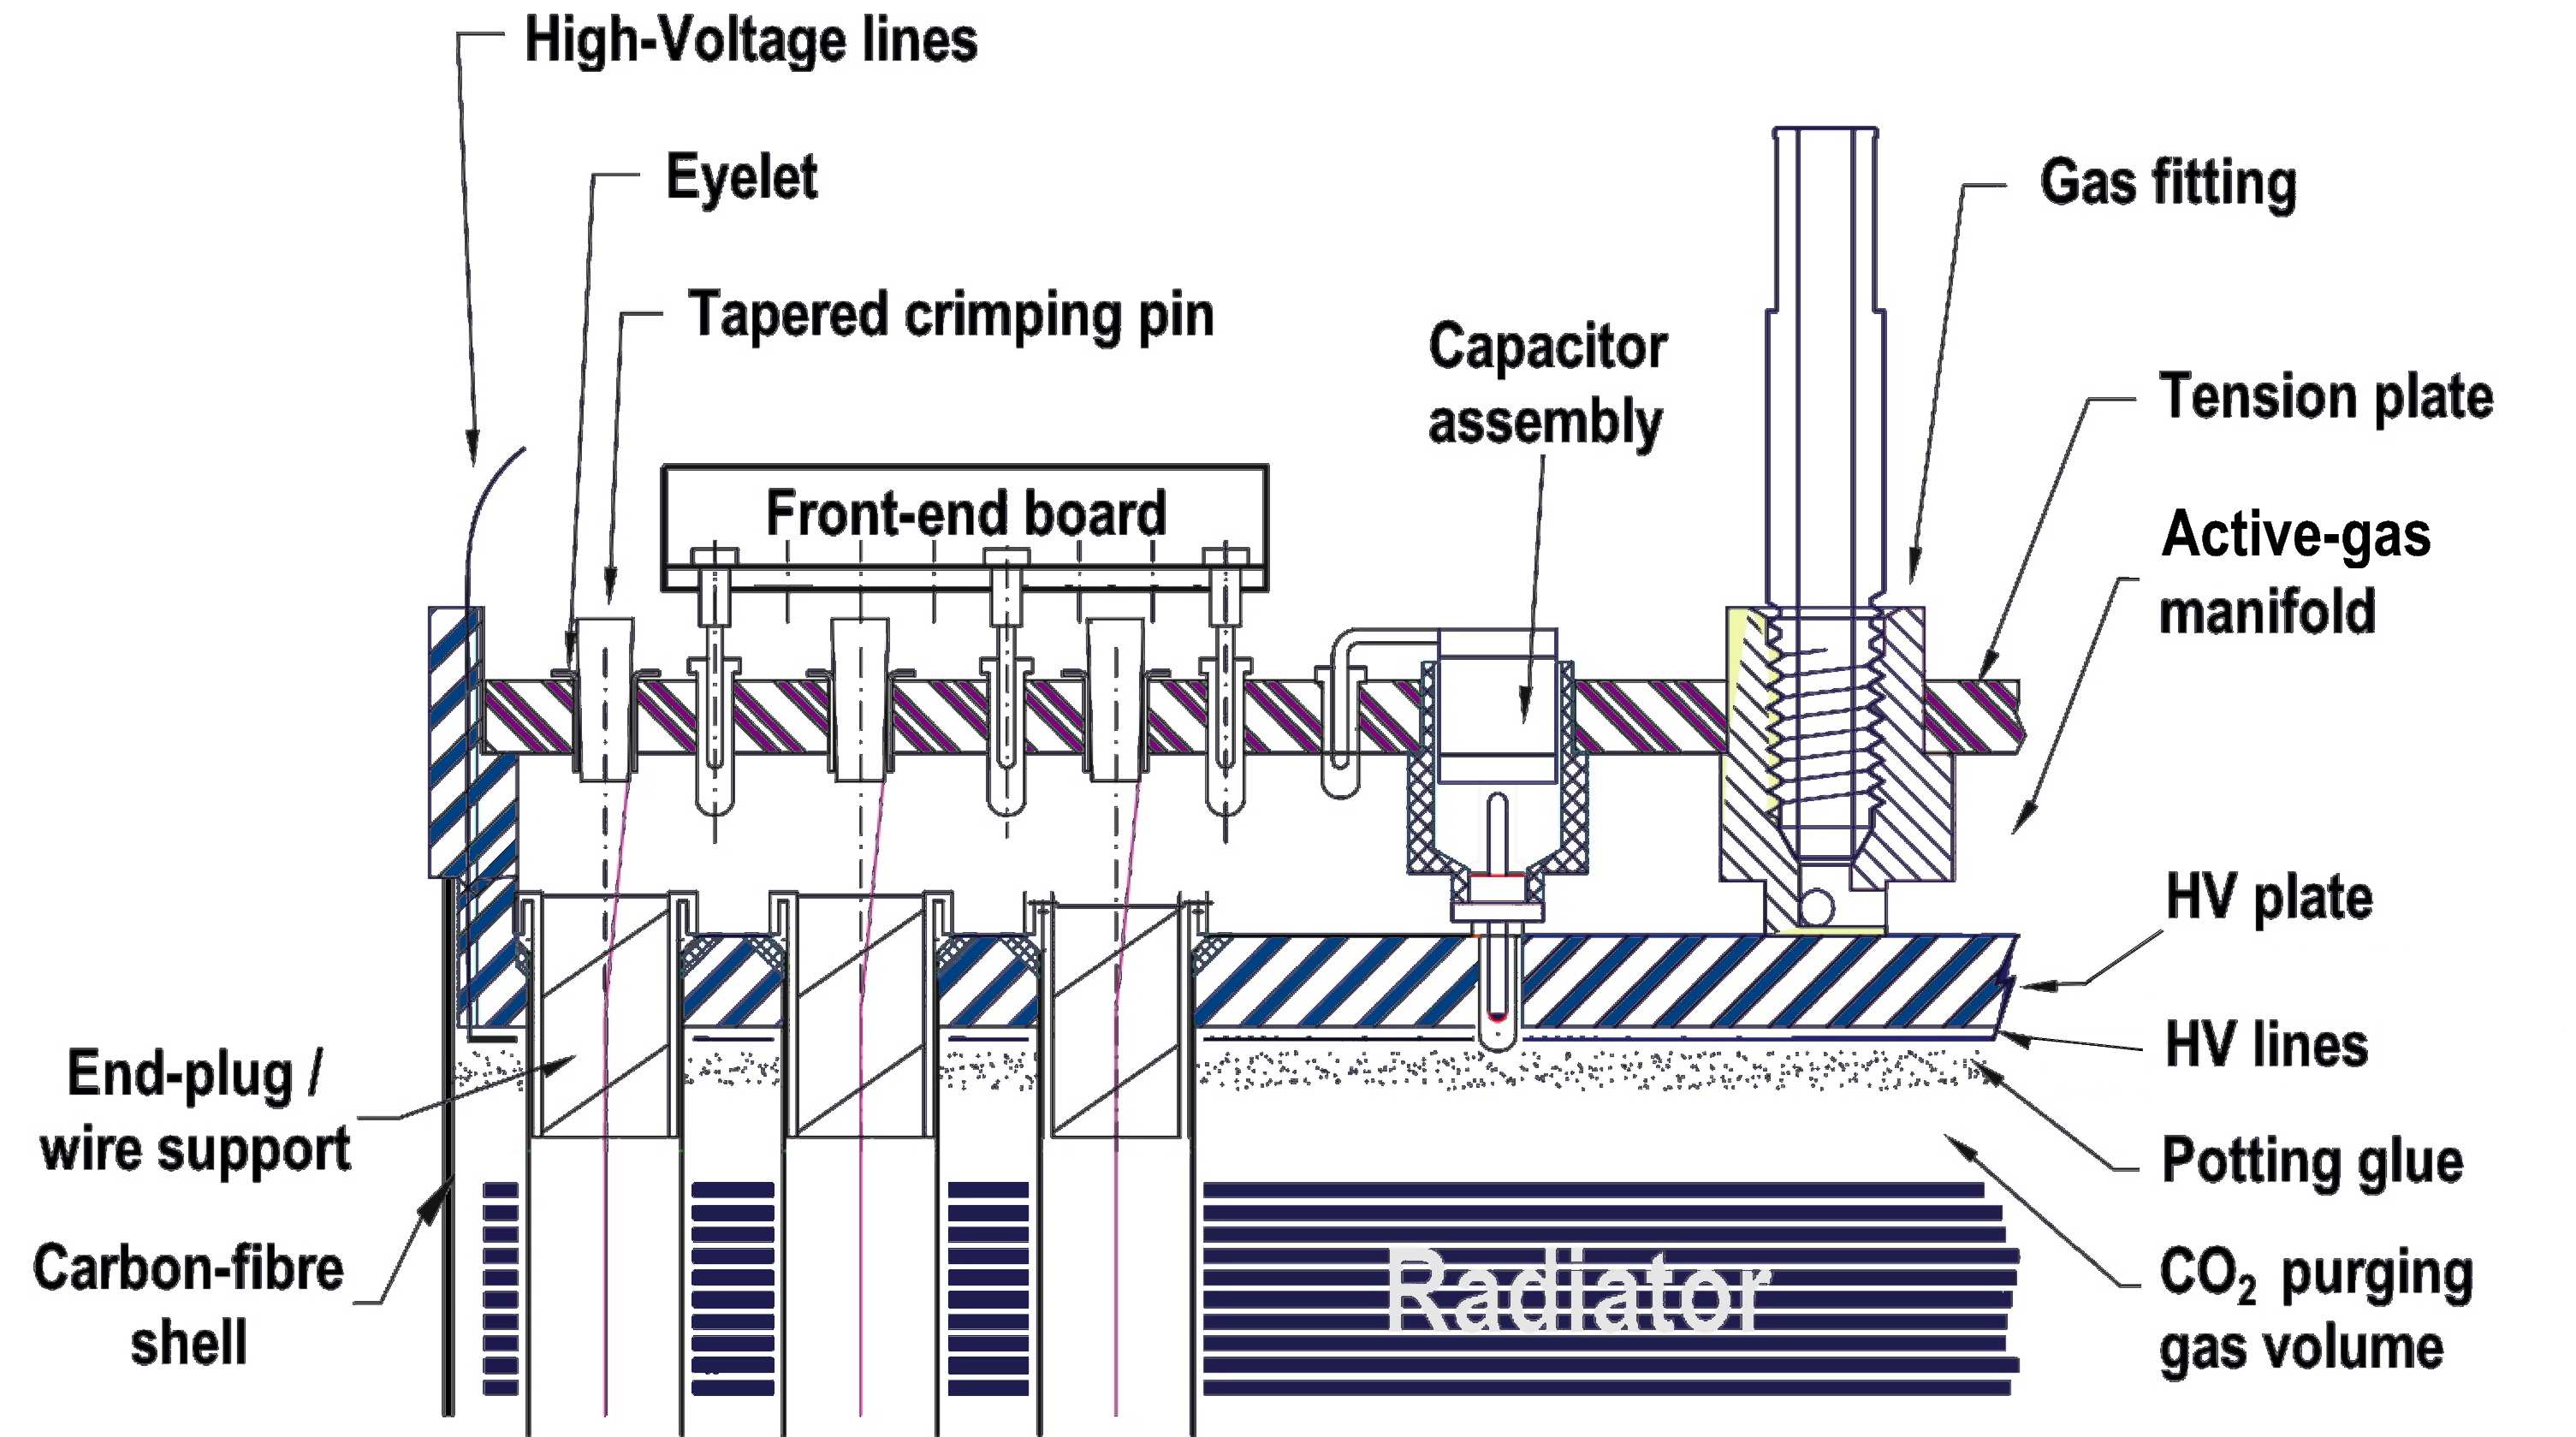 High-Voltage lines
Eyelet
Gas fitting
Tapered crimping pin
Capacitor
assembly
Tension plate
Front-end board
Active-gas
manifold
HV plate
HV lines
End-plug /
wire support
Potting glue
Carbon-fibre
shell
Radiator
CO₂ purging
gas volume